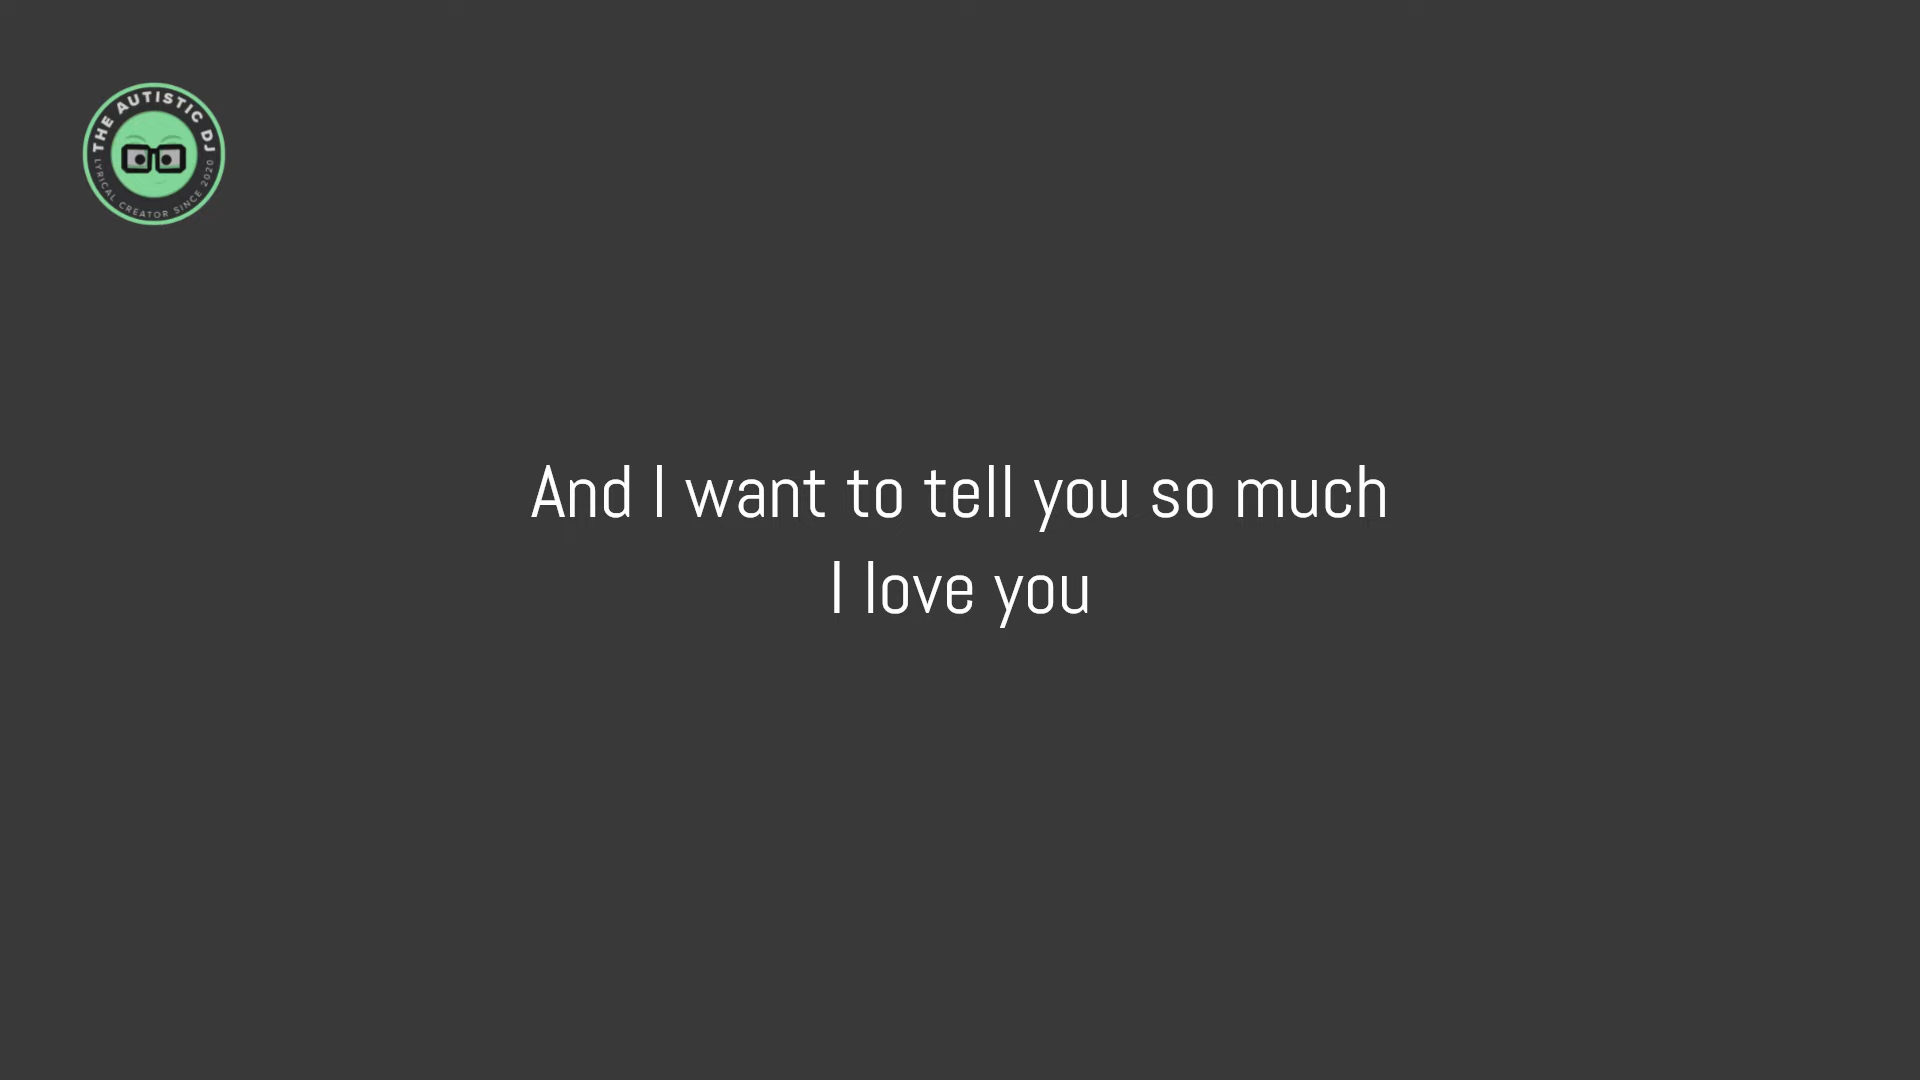 THE AUTISTIC DJ
LYRICAL CREATOR SINCE 2020
And I want to tell you so much
I love you